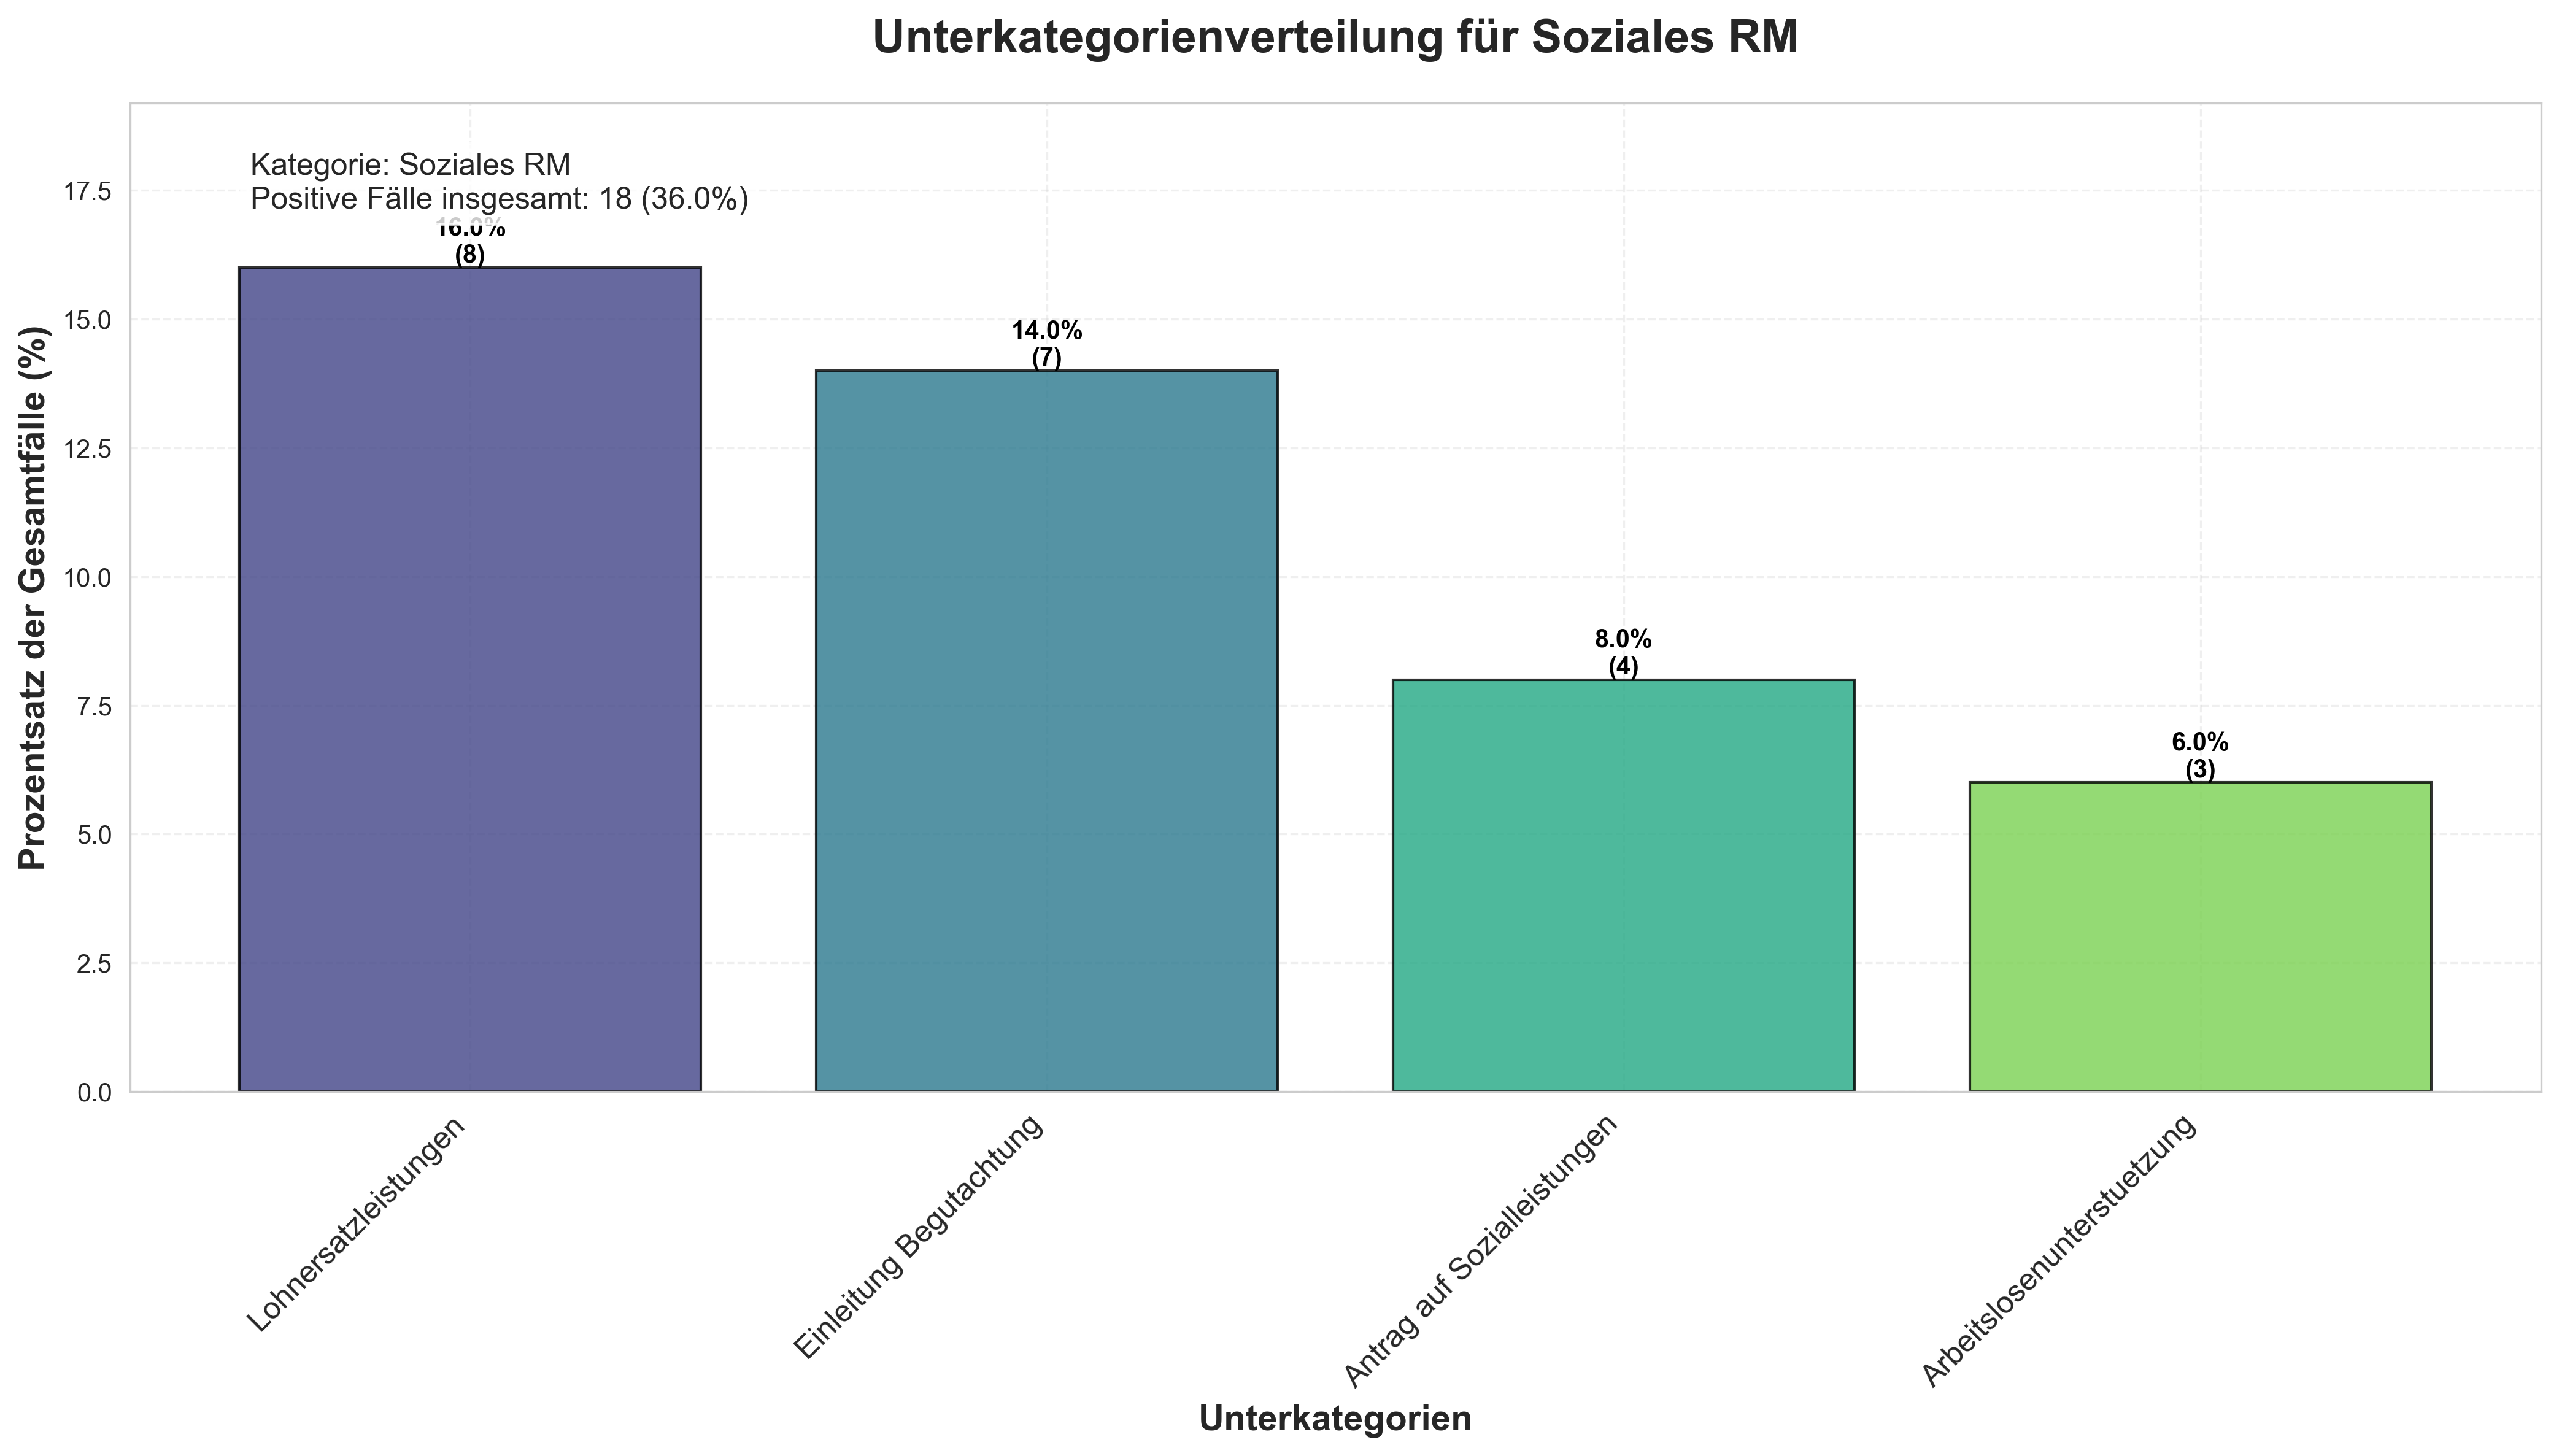 Unterkategorienverteilung für Soziales RM
Kategorie: Soziales RM
Positive Fälle insgesamt: 18 (36.0%)
Prozentsatz der Gesamtfälle (%)
17.5
15.0
12.5
10.0
7.5
5.0
2.5
0.0
16.0%
(8)
14.0%
(7)
8.0%
(4)
6.0%
(3)
Lohnersatzleistungen
Einleitung Begutachtung
Antrag auf Sozialleistungen
Arbeitslosenunterstuetzung
Unterkategorien